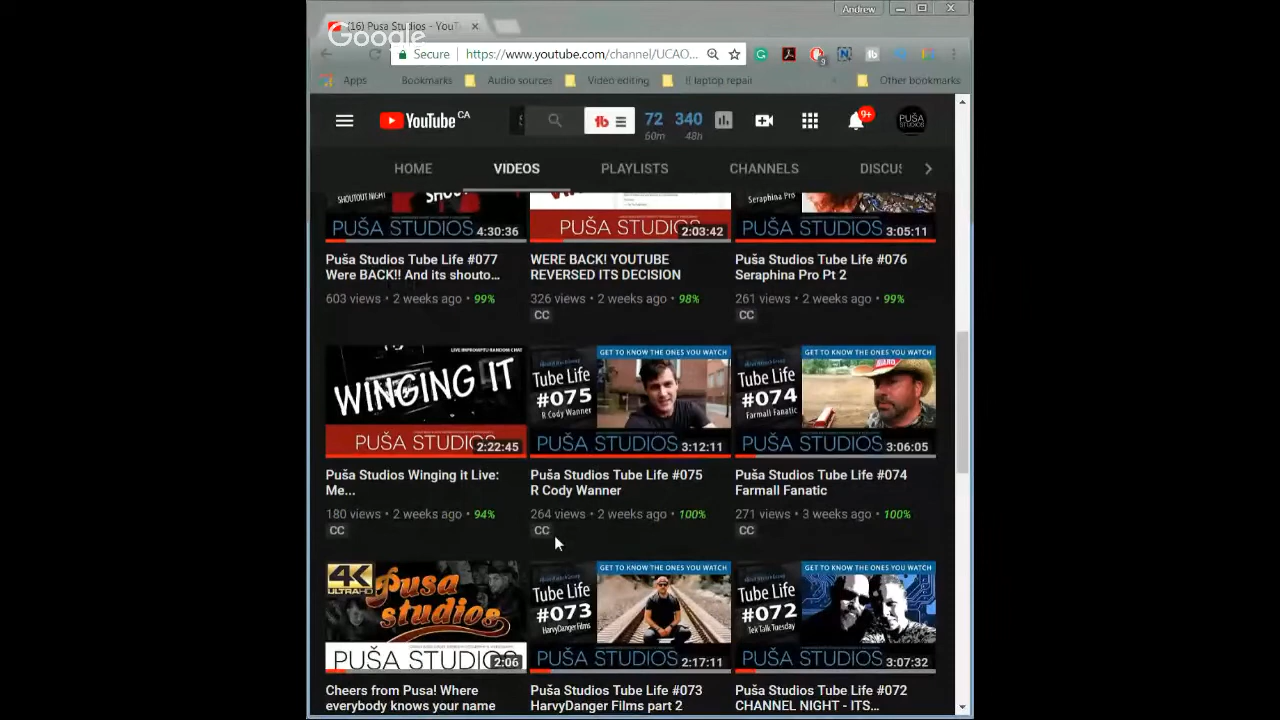 Andrew
(16) Pusa Studios - YouT
Google
Secure https://www.youtube.com/channel/UCAO...
9
Apps Bookmarks Audio sources Video editing !! laptop repair Other bookmarks
YouTube CA
72 340
60m 48h
9+
PUŠA STUDIOS
HOME VIDEOS PLAYLISTS CHANNELS DISCUS
SHOUTOUT NIGHT
Seraphina Pro
PUŠA STUDIOS 4:30:36
PUŠA STUDIOS 2:03:42
PUŠA STUDIOS 3:05:11
Puša Studios Tube Life #077
Were BACK!! And its shouto...
603 views • 2 weeks ago • 99%
WERE BACK! YOUTUBE
REVERSED ITS DECISION
326 views • 2 weeks ago • 98%
CC
Puša Studios Tube Life #076
Seraphina Pro Pt 2
261 views • 2 weeks ago • 99%
CC
LIVE IMPROMPTU RANDOM CHAT
WINGING IT
PUŠA STUDIOS
2:22:45
GET TO KNOW THE ONES YOU WATCH
Tube Life
#075
R Cody Wanner
PUŠA STUDIOS 3:12:11
GET TO KNOW THE ONES YOU WATCH
Tube Life
#074
Farmall Fanatic
PUŠA STUDIOS 3:06:05
Puša Studios Winging it Live:
Me...
180 views • 2 weeks ago • 94%
CC
Puša Studios Tube Life #075
R Cody Wanner
264 views • 2 weeks ago • 100%
CC
Puša Studios Tube Life #074
Farmall Fanatic
271 views • 3 weeks ago • 100%
CC
4K
ULTRA HD
Pusa
studios
PUŠA STUDIOS
2:06
GET TO KNOW THE ONES YOU WATCH
Tube Life
#073
HarvyDanger Films
PUŠA STUDIOS 2:17:11
GET TO KNOW THE ONES YOU WATCH
Tube Life
#072
Tek Talk Tuesday
PUŠA STUDIOS 3:07:32
Cheers from Pusa! Where
everybody knows your name
Puša Studios Tube Life #073
HarvyDanger Films part 2
Puša Studios Tube Life #072
CHANNEL NIGHT - ITS...